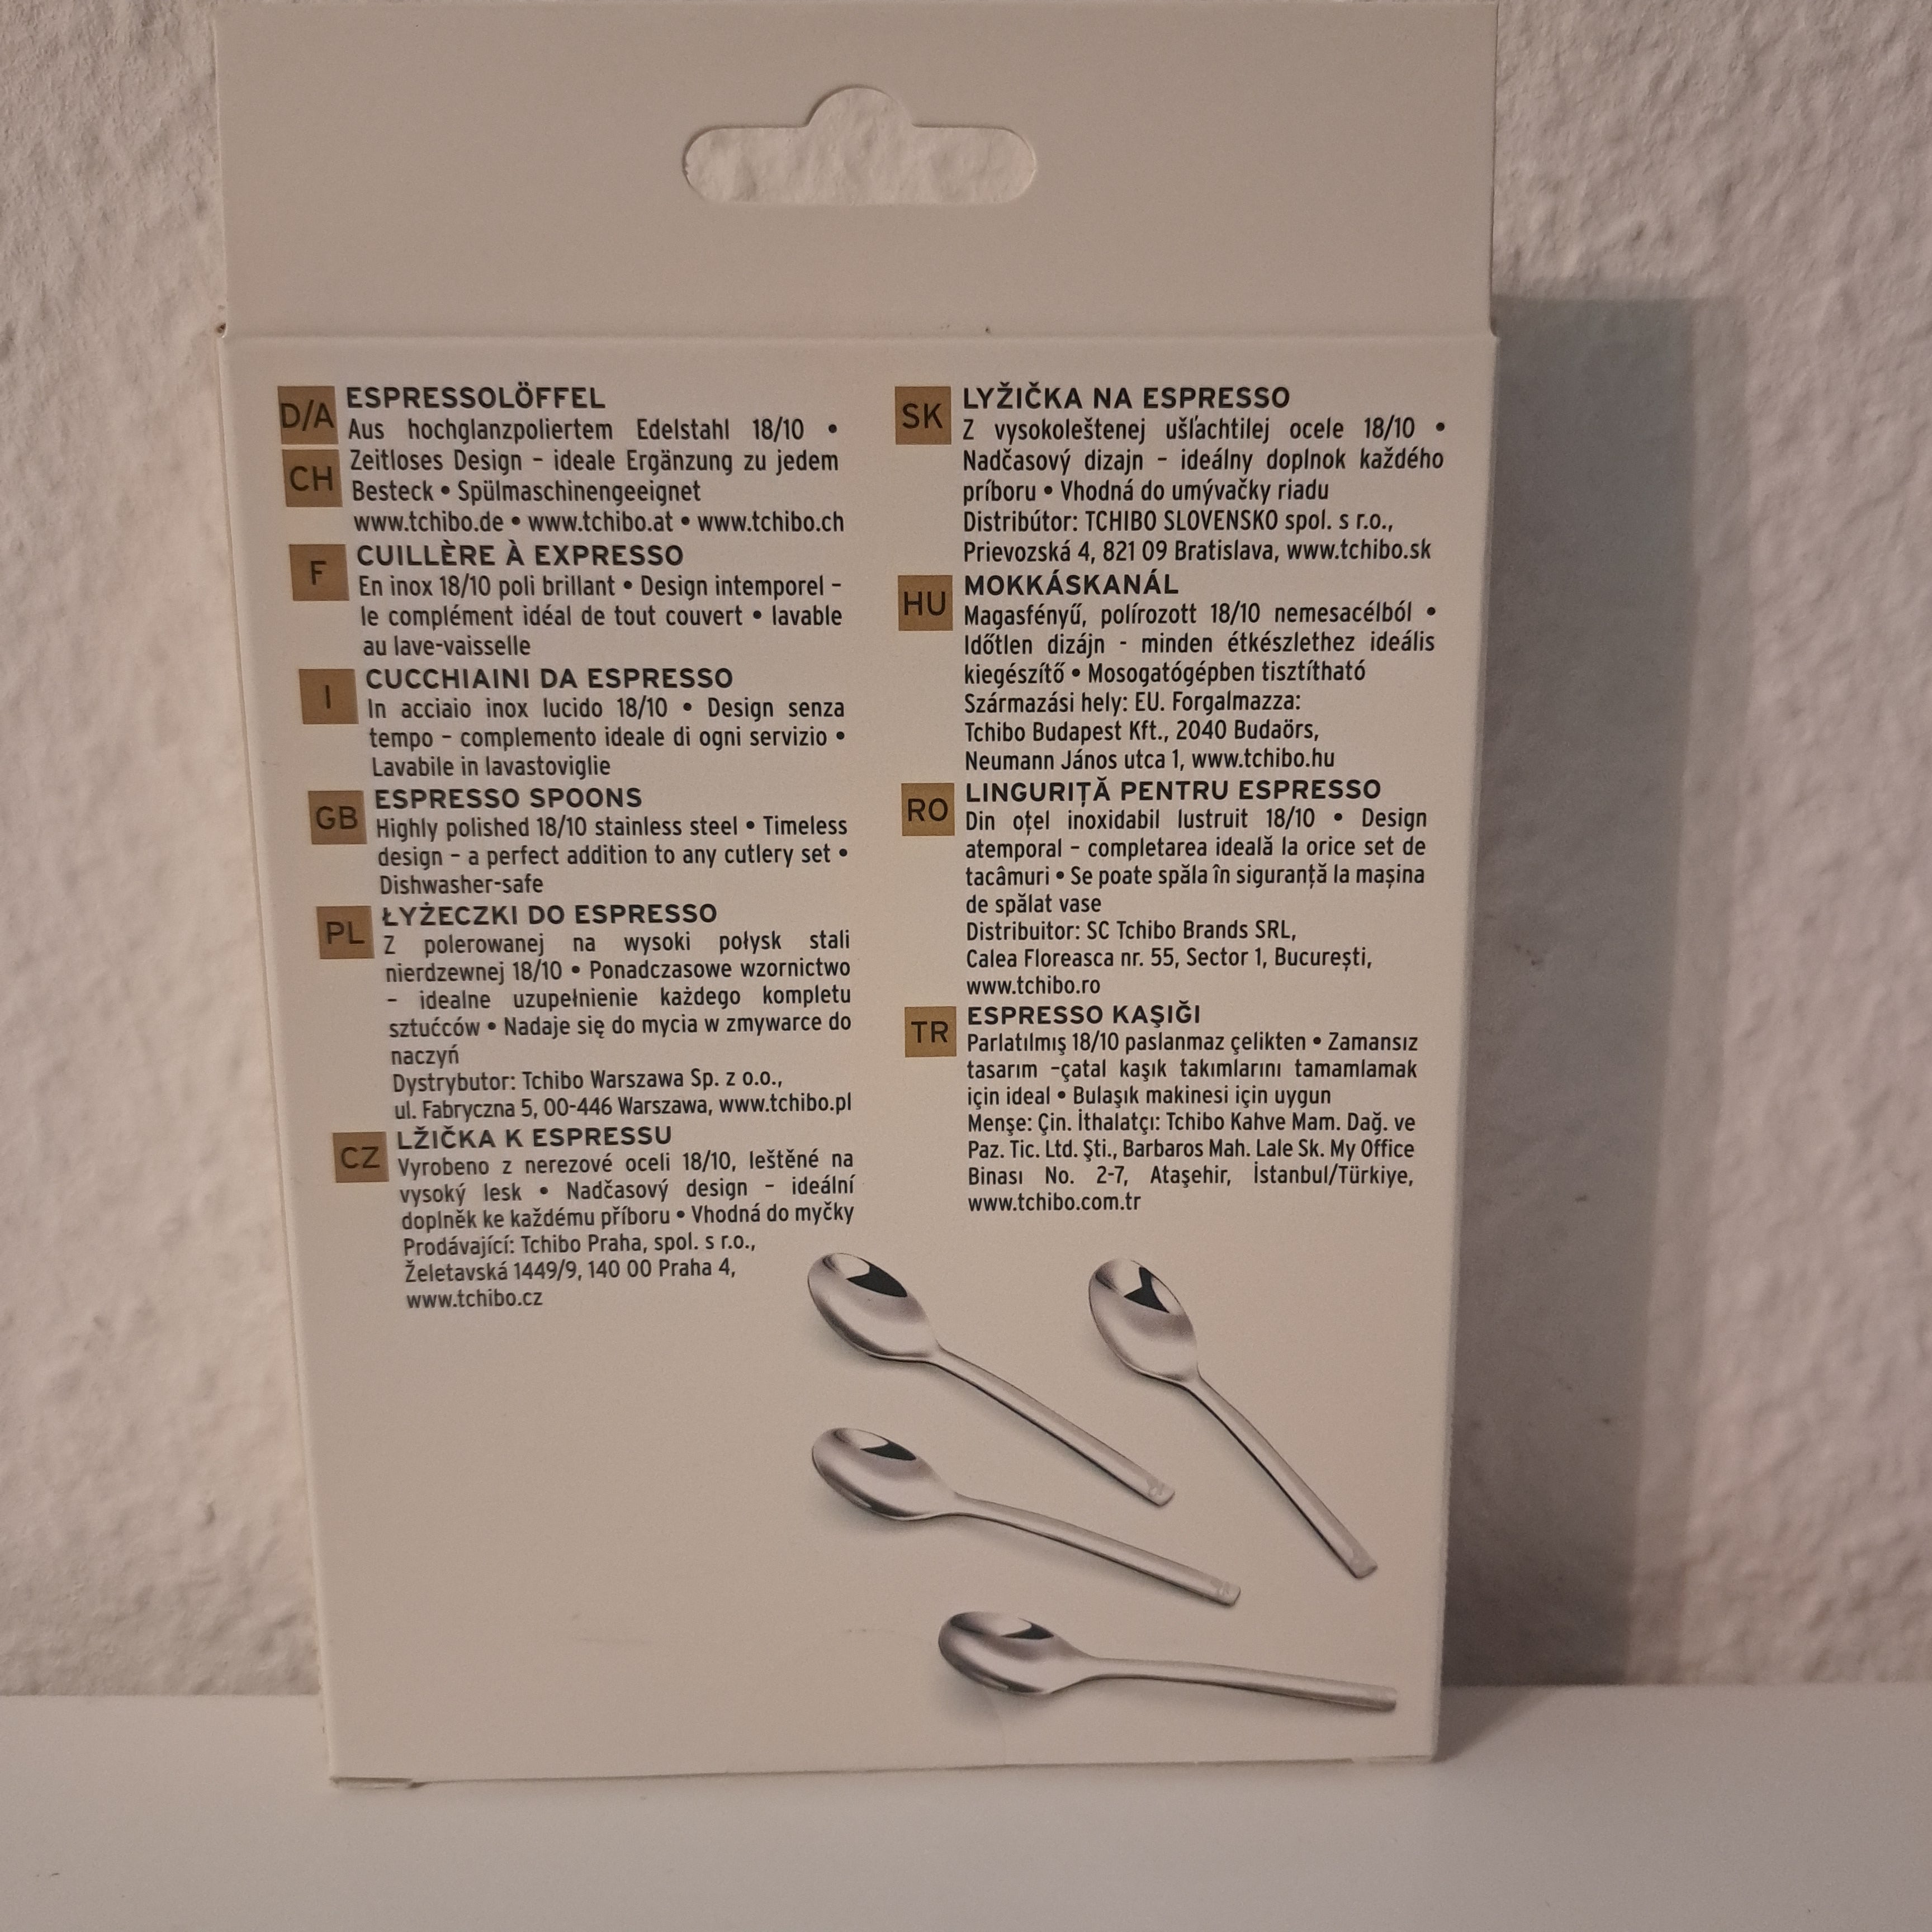 D/A
CH
ESPRESSOLÖFFEL
Aus hochglanzpoliertem Edelstahl 18/10 •
Zeitloses Design – ideale Ergänzung zu jedem
Besteck • Spülmaschinengeeignet
www.tchibo.de • www.tchibo.at • www.tchibo.ch
F
CUILLÈRE À EXPRESSO
En inox 18/10 poli brillant • Design intemporel –
le complément idéal de tout couvert • lavable
au lave-vaisselle
I
CUCCHIAINI DA ESPRESSO
In acciaio inox lucido 18/10 • Design senza
tempo – complemento ideale di ogni servizio •
Lavabile in lavastoviglie
GB
ESPRESSO SPOONS
Highly polished 18/10 stainless steel • Timeless
design – a perfect addition to any cutlery set •
Dishwasher-safe
PL
ŁYŻECZKI DO ESPRESSO
Z polerowanej na wysoki połysk stali
nierdzewnej 18/10 • Ponadczasowe wzornictwo
– idealne uzupełnienie każdego kompletu
sztućców • Nadaje się do mycia w zmywarce do
naczyń
Dystrybutor: Tchibo Warszawa Sp. z o.o.,
ul. Fabryczna 5, 00-446 Warszawa, www.tchibo.pl
CZ
LŽIČKA K ESPRESSU
Vyrobeno z nerezové oceli 18/10, leštěné na
vysoký lesk • Nadčasový design – ideální
doplněk ke každému příboru • Vhodná do myčky
Prodávající: Tchibo Praha, spol. s r.o.,
Želetavská 1449/9, 140 00 Praha 4,
www.tchibo.cz
SK
LYŽIČKA NA ESPRESSO
Z vysokoleštenej ušľachtilej ocele 18/10 •
Nadčasový dizajn – ideálny doplnok každého
príboru • Vhodná do umývačky riadu
Distribútor: TCHIBO SLOVENSKO spol. s r.o.,
Prievozská 4, 821 09 Bratislava, www.tchibo.sk
HU
MOKKÁSKANÁL
Magasfényű, polírozott 18/10 nemesacélból •
Időtlen dizájn - minden étkészlethez ideális
kiegészítő • Mosogatógépben tisztítható
Származási hely: EU. Forgalmazza:
Tchibo Budapest Kft., 2040 Budaörs,
Neumann János utca 1, www.tchibo.hu
RO
LINGURIȚĂ PENTRU ESPRESSO
Din oțel inoxidabil lustruit 18/10 • Design
atemporal – completarea ideală la orice set de
tacâmuri • Se poate spăla în siguranță la mașina
de spălat vase
Distribuitor: SC Tchibo Brands SRL,
Calea Floreasca nr. 55, Sector 1, București,
www.tchibo.ro
TR
ESPRESSO KAŞIĞI
Parlatılmış 18/10 paslanmaz çelikten • Zamansız
tasarım –çatal kaşık takımlarını tamamlamak
için ideal • Bulaşık makinesi için uygun
Menşe: Çin. İthalatçı: Tchibo Kahve Mam. Dağ. ve
Paz. Tic. Ltd. Şti., Barbaros Mah. Lale Sk. My Office
Binası No. 2-7, Ataşehir, İstanbul/Türkiye,
www.tchibo.com.tr